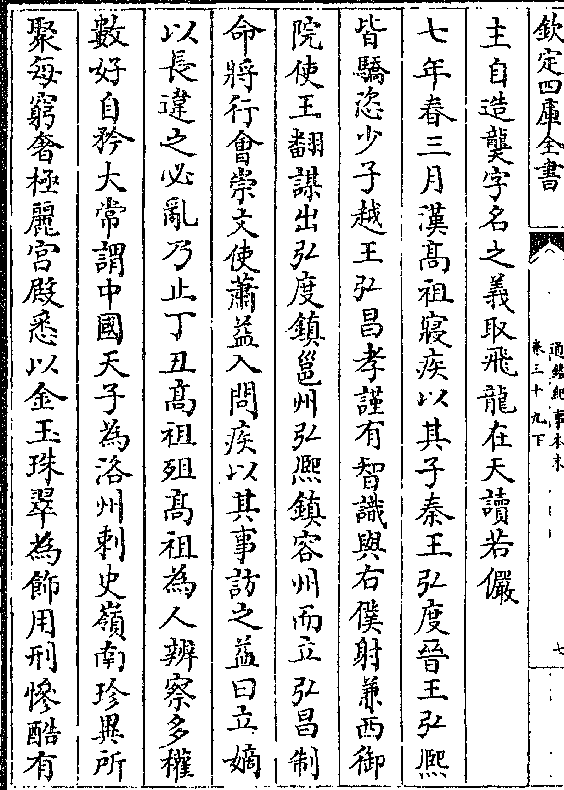 欽定四庫全書
通鑑紀事本末
卷三十九下
七
主自造龑字名之義取飛龍在天讀若儼
七年春三月漢高祖寢疾以其子秦王弘度晉王弘熈
皆驕恣少子越王弘昌孝謹有智識與右僕射兼西御
院使王翷謀出弘度鎮邕州弘熈鎮容州而立弘昌制
命將行會崇文使蕭益入問疾以其事訪之益曰立嫡
以長違之必亂乃止丁丑高祖殂高祖為人辨察多權
數好自矜大常謂中國天子為洛州刺史嶺南珍異所
聚每窮奢極麗宮殿悉以金玉珠翠為飾用刑慘酷有